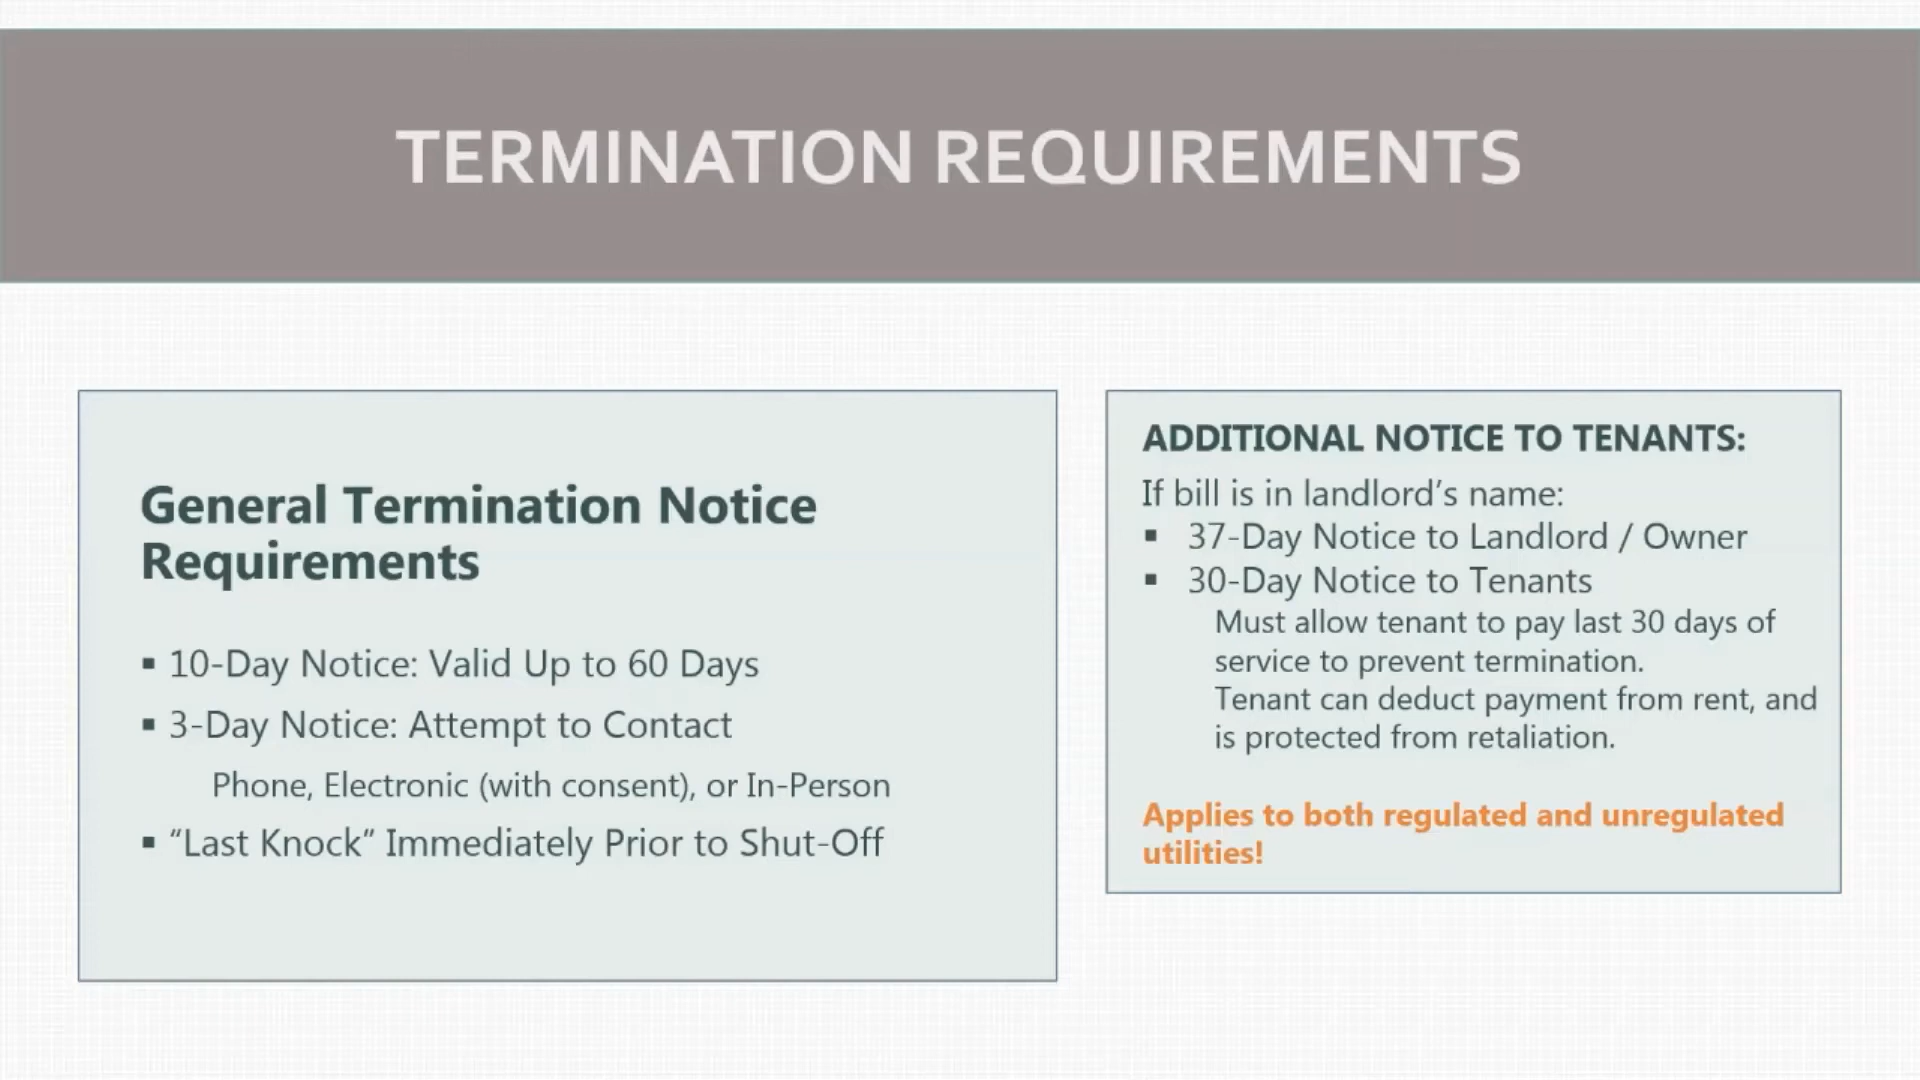 TERMINATION REQUIREMENTS
General Termination Notice
Requirements
▪ 10-Day Notice: Valid Up to 60 Days
▪ 3-Day Notice: Attempt to Contact
Phone, Electronic (with consent), or In-Person
▪ “Last Knock” Immediately Prior to Shut-Off
ADDITIONAL NOTICE TO TENANTS:
If bill is in landlord’s name:
▪ 37-Day Notice to Landlord / Owner
▪ 30-Day Notice to Tenants
Must allow tenant to pay last 30 days of
service to prevent termination.
Tenant can deduct payment from rent, and
is protected from retaliation.
Applies to both regulated and unregulated
utilities!